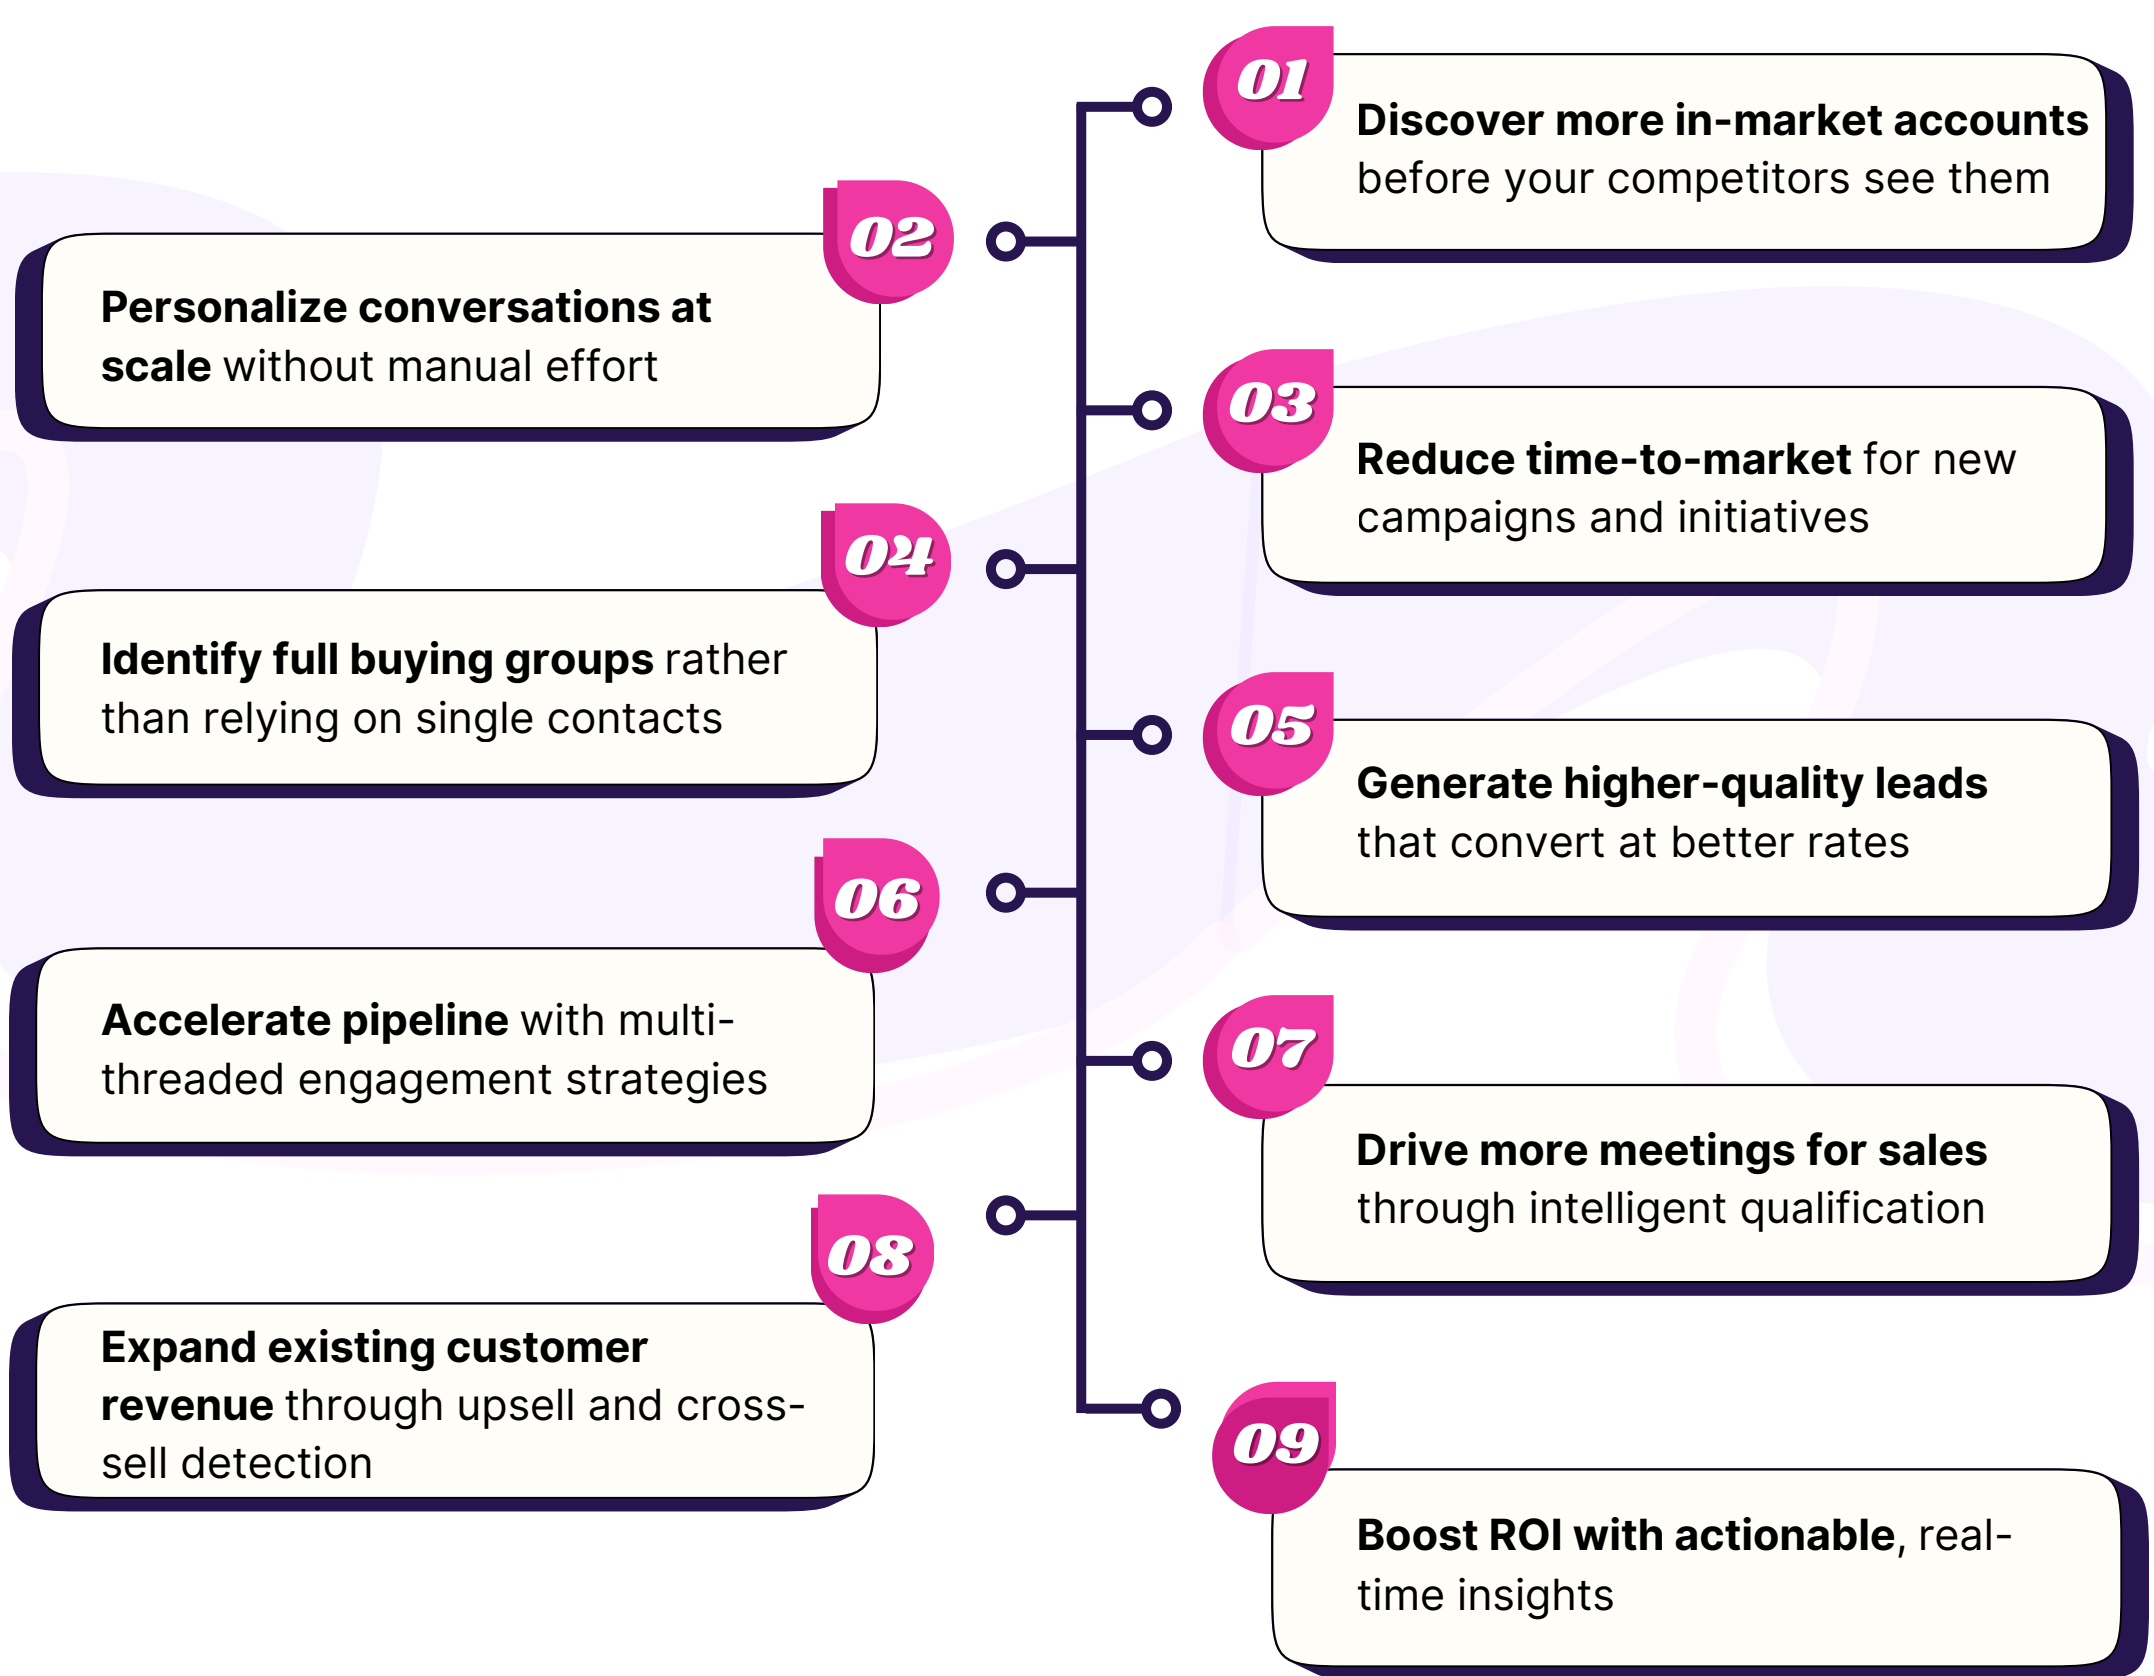 01
Discover more in-market accounts
before your competitors see them
02
Personalize conversations at
scale without manual effort
03
Reduce time-to-market for new
campaigns and initiatives
04
Identify full buying groups rather
than relying on single contacts
05
Generate higher-quality leads
that convert at better rates
06
Accelerate pipeline with multi-
threaded engagement strategies
07
Drive more meetings for sales
through intelligent qualification
08
Expand existing customer
revenue through upsell and cross-
sell detection
09
Boost ROI with actionable, real-
time insights